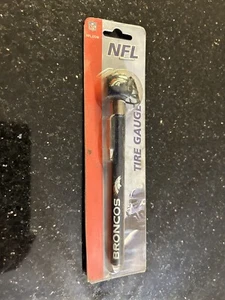 NFL
TIRE GAUGE
BRONCOS